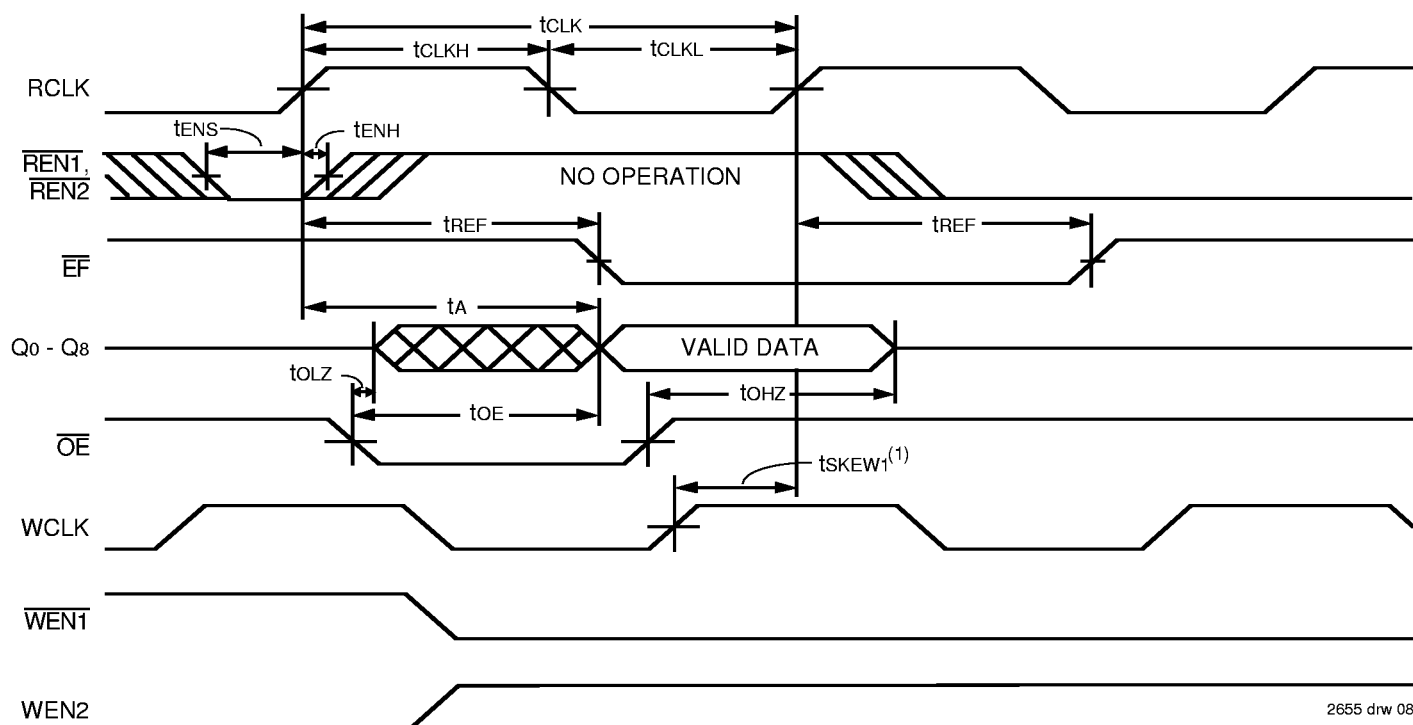 tCLK
tCLKH
tCLKL
RCLK
tENS
tENH
REN1,
REN2
NO OPERATION
tREF
tREF
EF
tA
Q0 - Q8
VALID DATA
tOLZ
tOHZ
tOE
OE
tSKEW1(1)
WCLK
WEN1
WEN2
2655 drw 08